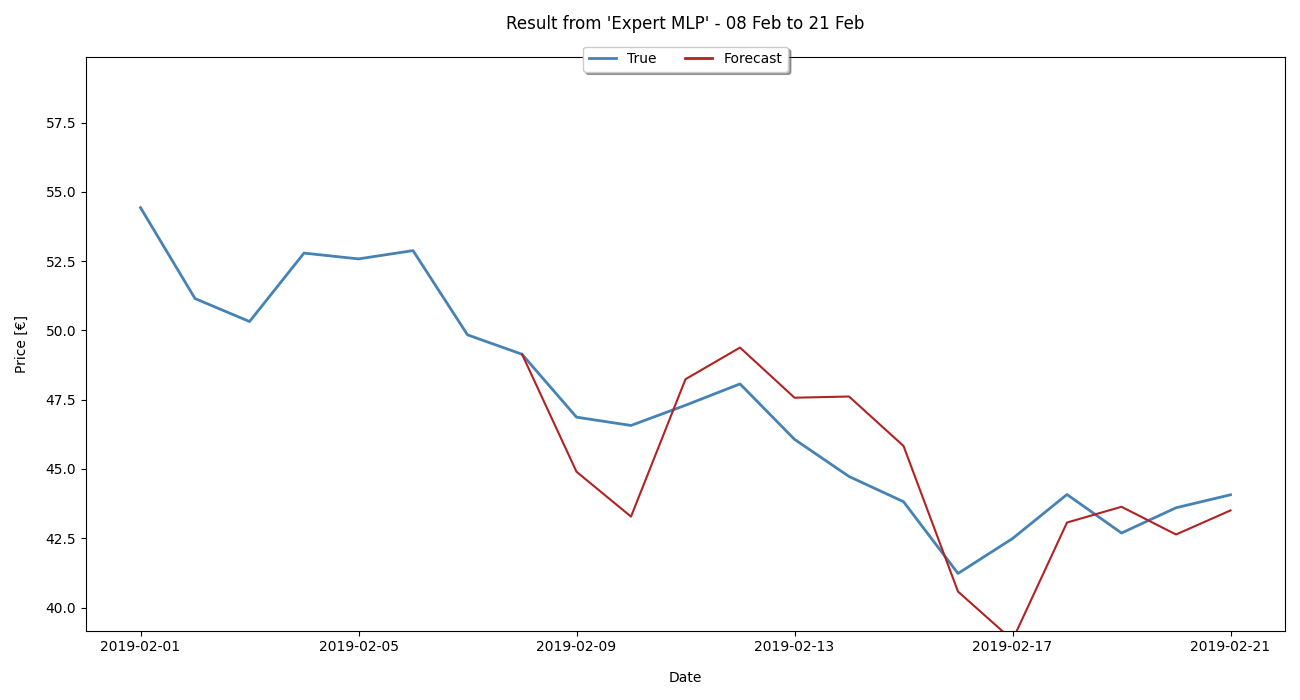 Result from 'Expert MLP' - 08 Feb to 21 Feb
True Forecast
57.5
55.0
52.5
50.0
47.5
45.0
42.5
40.0
Price [€]
2019-02-01 2019-02-05 2019-02-09 2019-02-13 2019-02-17 2019-02-21
Date